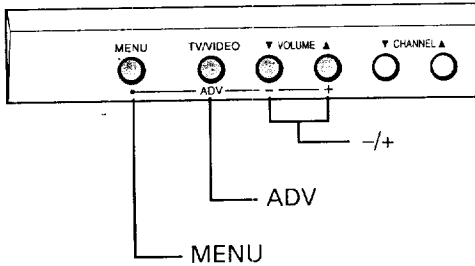 MENU TV/VIDEO ▼ VOLUME ▲ ▼ CHANNEL ▲
ADV − +
−/+
ADV
MENU